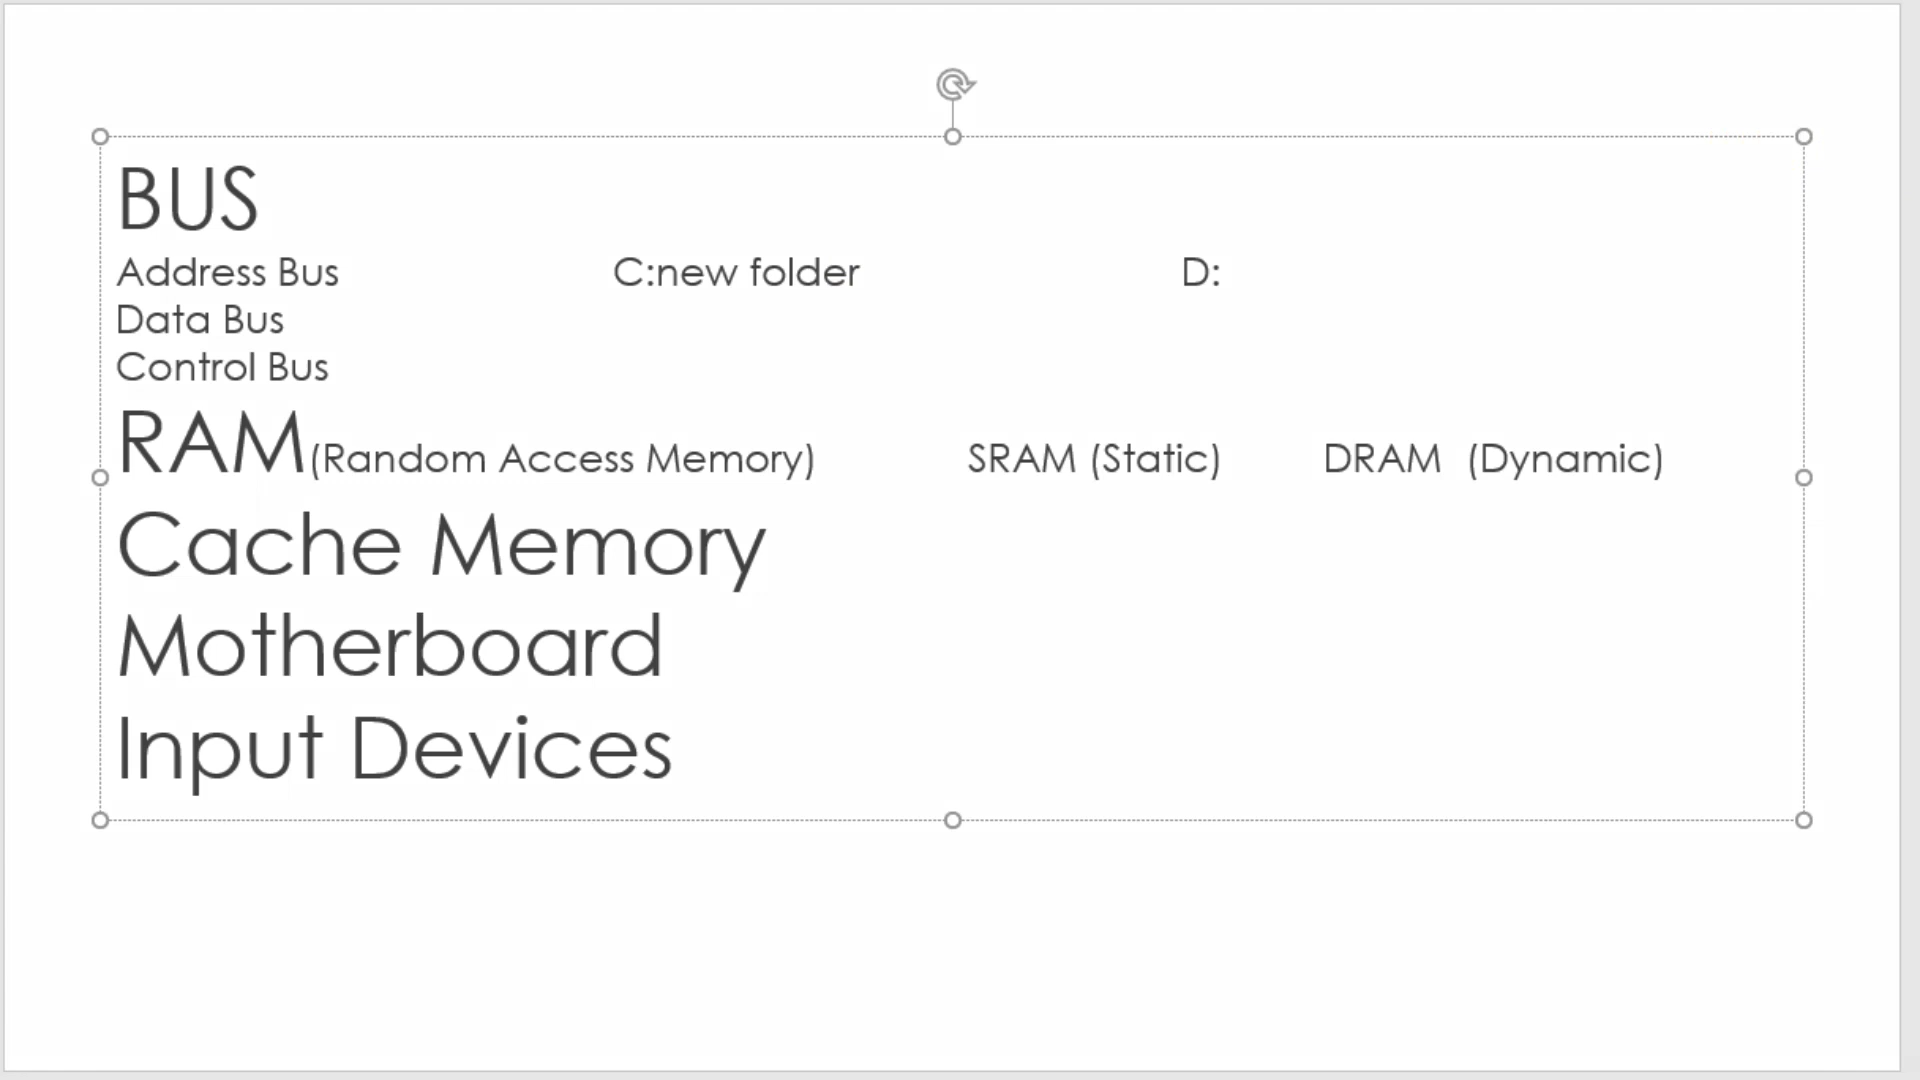 BUS
Address Bus C:new folder D:
Data Bus
Control Bus
RAM(Random Access Memory) SRAM (Static) DRAM (Dynamic)
Cache Memory
Motherboard
Input Devices